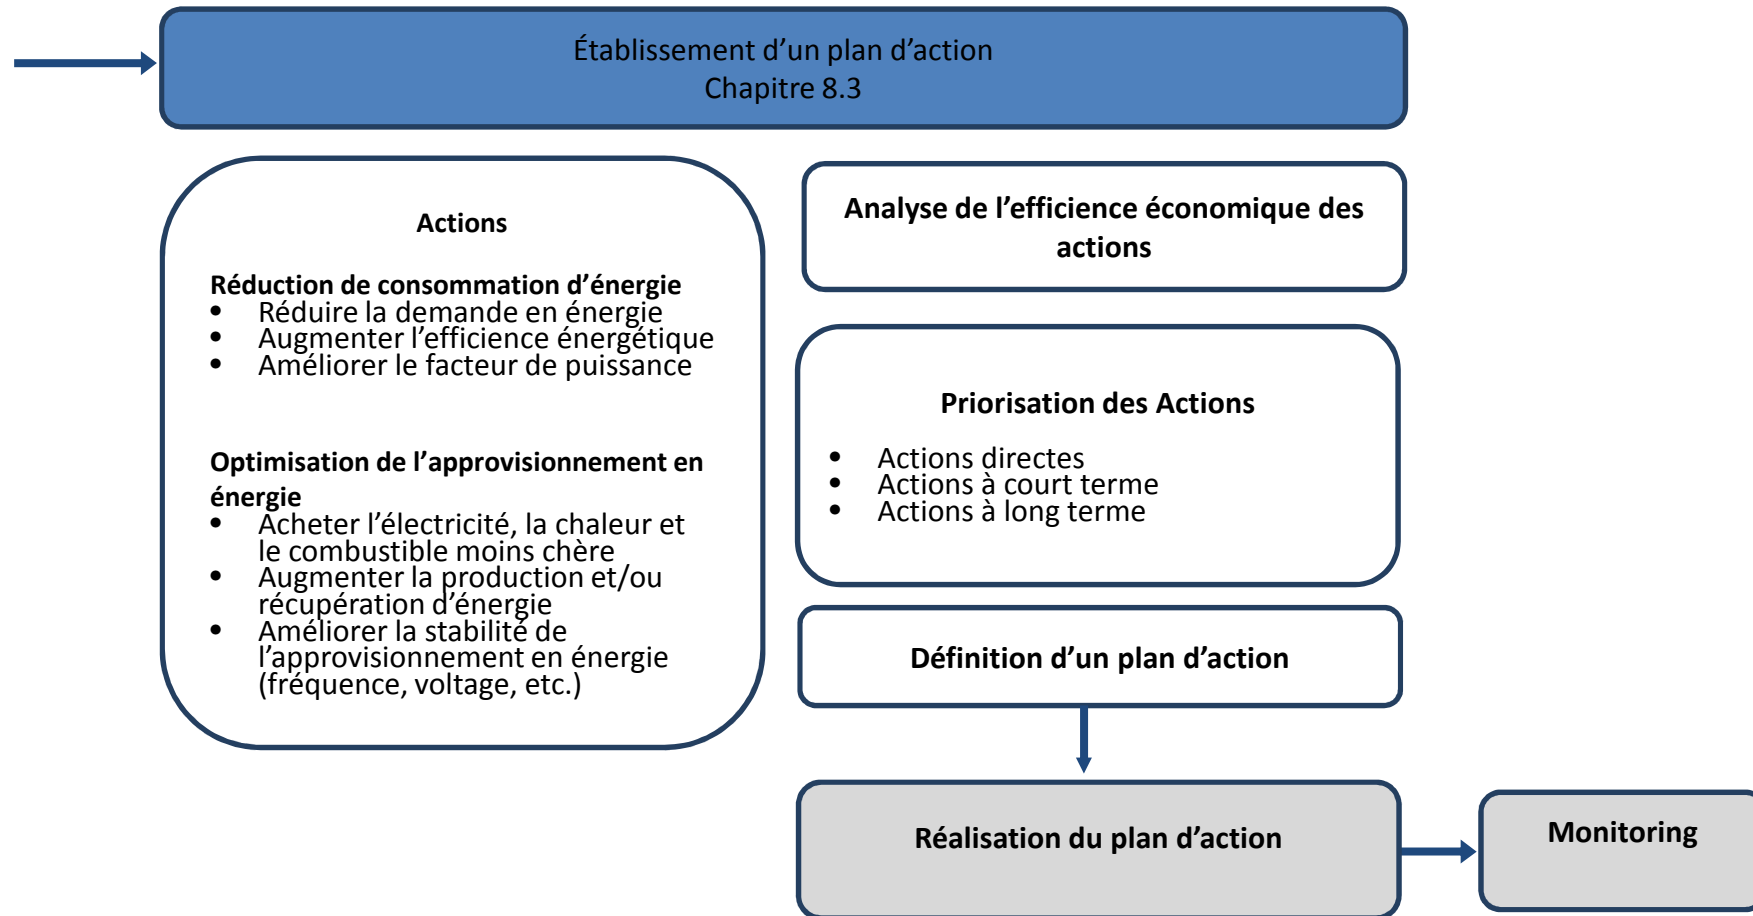 Établissement d’un plan d’action
Chapitre 8.3
Actions
Réduction de consommation d’énergie
• Réduire la demande en énergie
• Augmenter l’efficience énergétique
• Améliorer le facteur de puissance
Optimisation de l’approvisionnement en
énergie
• Acheter l’électricité, la chaleur et
le combustible moins chère
• Augmenter la production et/ou
récupération d’énergie
• Améliorer la stabilité de
l’approvisionnement en énergie
(fréquence, voltage, etc.)
Analyse de l’efficience économique des
actions
Priorisation des Actions
• Actions directes
• Actions à court terme
• Actions à long terme
Définition d’un plan d’action
Réalisation du plan d’action
Monitoring